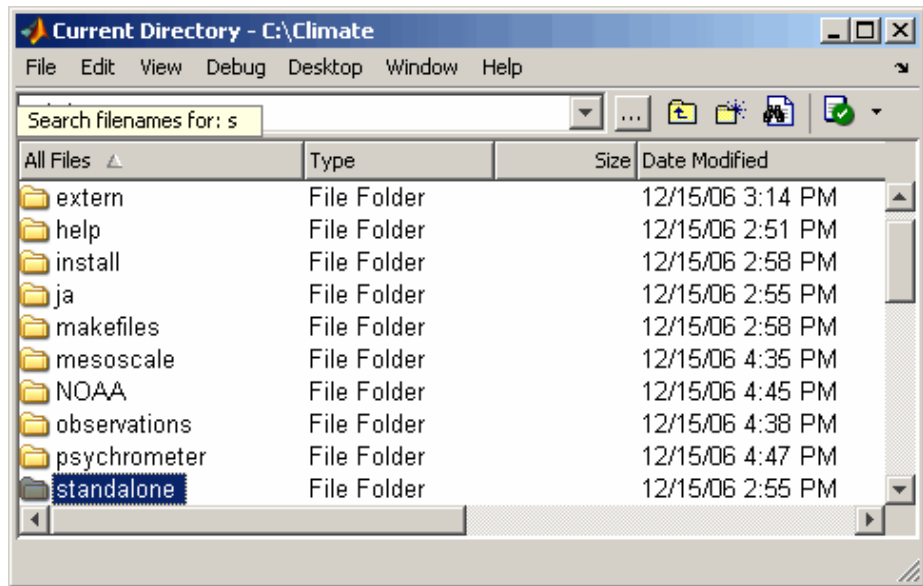 Current Directory - C:\Climate
File Edit View Debug Desktop Window Help
Search filenames for: s
...
All Files Type Size Date Modified
extern File Folder 12/15/06 3:14 PM
help File Folder 12/15/06 2:51 PM
install File Folder 12/15/06 2:58 PM
ja File Folder 12/15/06 2:55 PM
makefiles File Folder 12/15/06 2:58 PM
mesoscale File Folder 12/15/06 4:35 PM
NOAA File Folder 12/15/06 4:45 PM
observations File Folder 12/15/06 4:38 PM
psychrometer File Folder 12/15/06 4:47 PM
standalone File Folder 12/15/06 2:55 PM